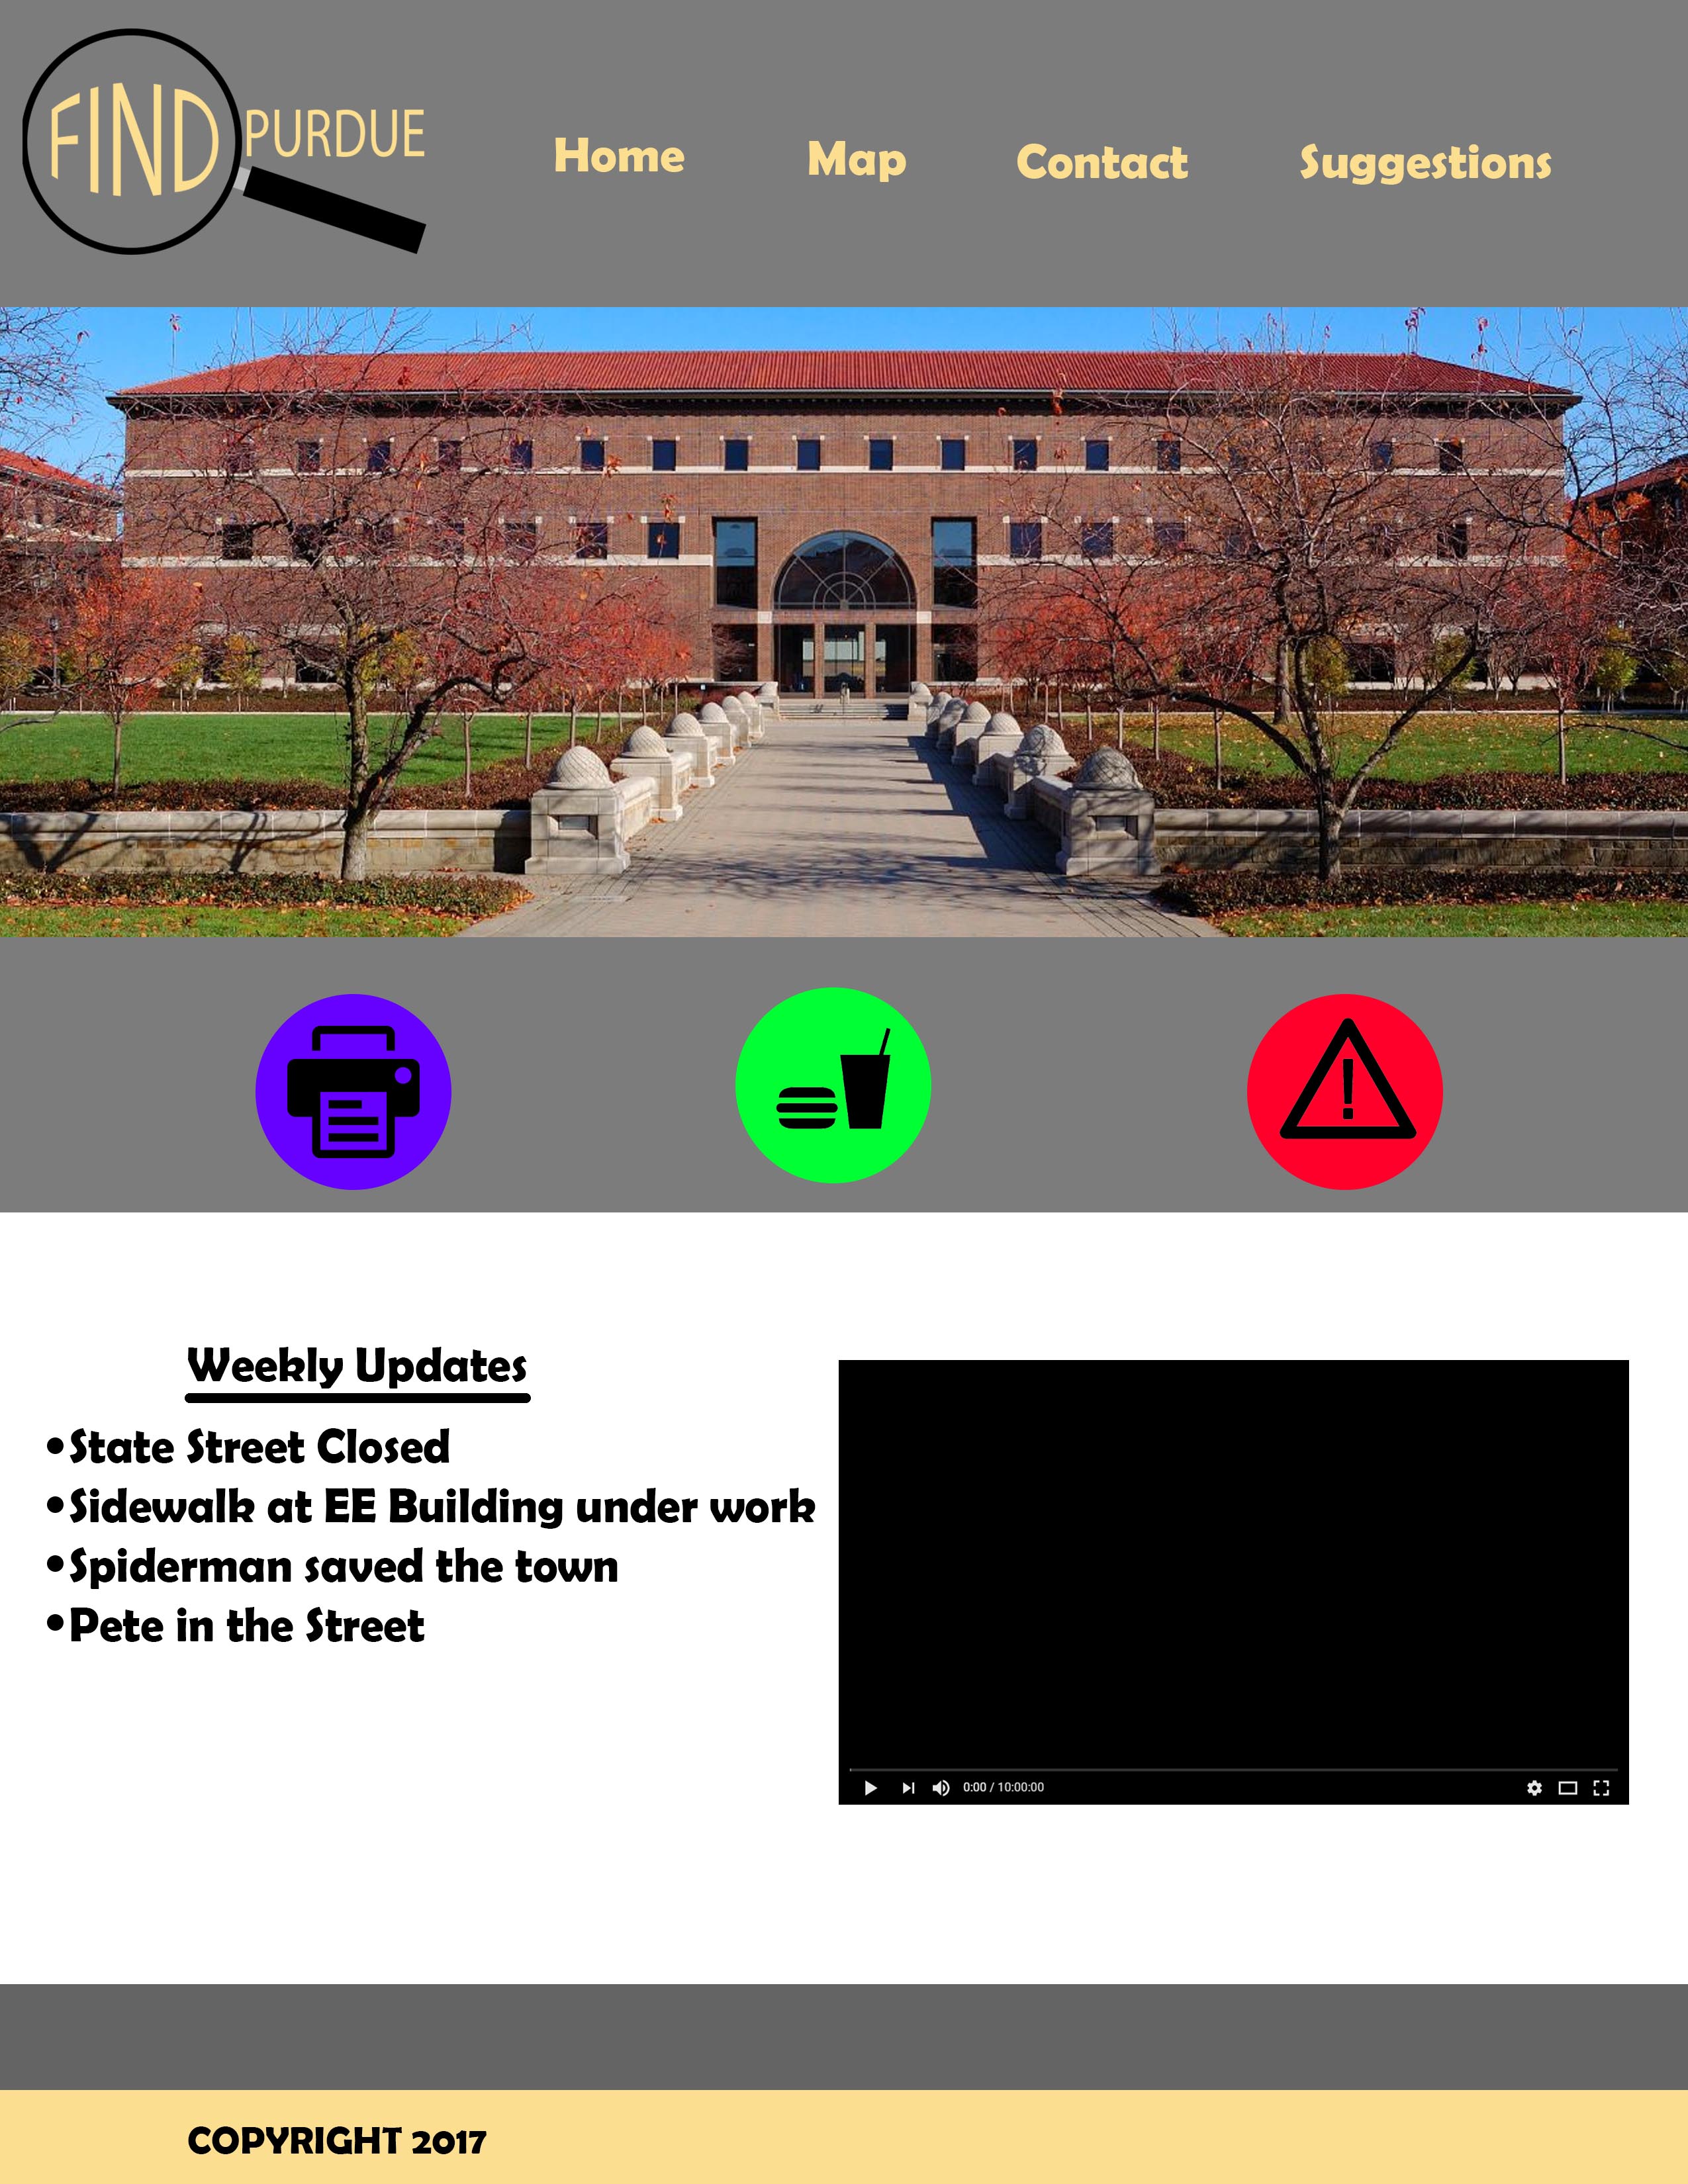 FIND PURDUE
Home Map Contact Suggestions
!
Weekly Updates
•State Street Closed
•Sidewalk at EE Building under work
•Spiderman saved the town
•Pete in the Street
0:00 / 10:00:00
COPYRIGHT 2017